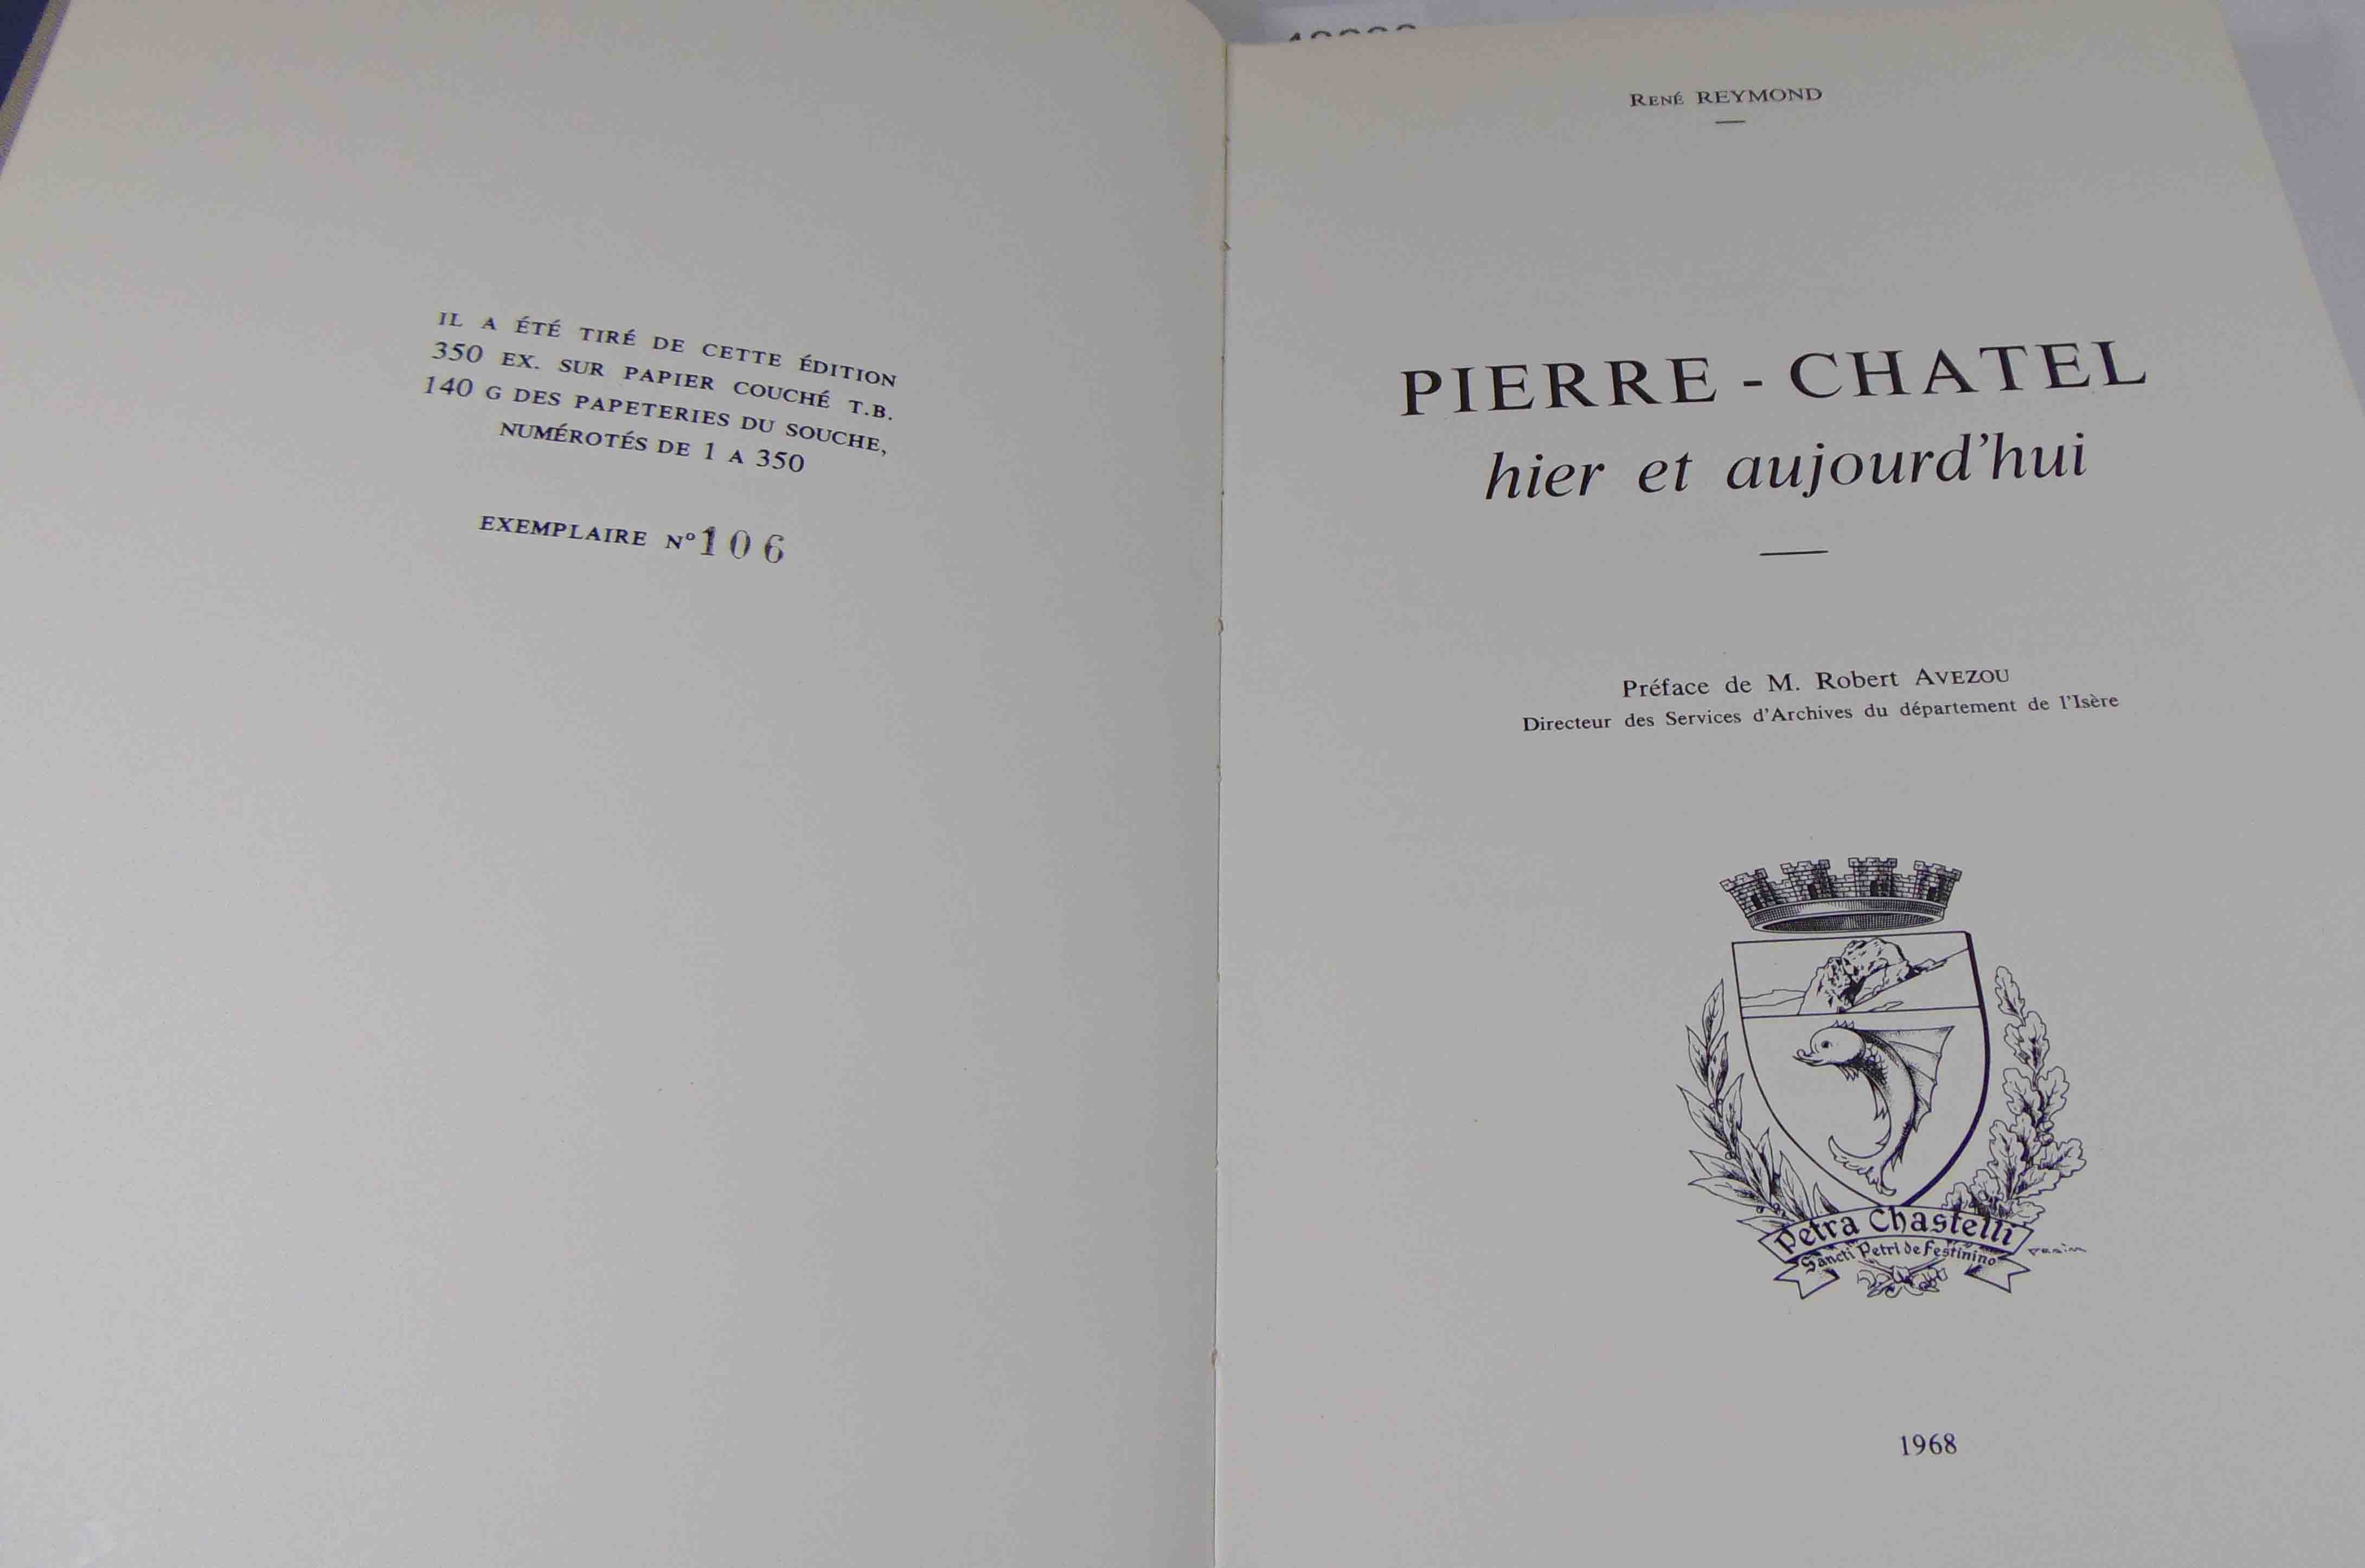 IL A ÉTÉ TIRÉ DE CETTE ÉDITION
350 EX. SUR PAPIER COUCHÉ T.B.
140 G DES PAPETERIES DU SOUCHE,
NUMÉROTÉS DE 1 A 350
EXEMPLAIRE N° 106
RENÉ REYMOND
PIERRE - CHATEL
hier et aujourd'hui
Préface de M. Robert AVEZOU
Directeur des Services d'Archives du département de l'Isère
Petra Chastelli
Sancti Petri de Festinino
1968